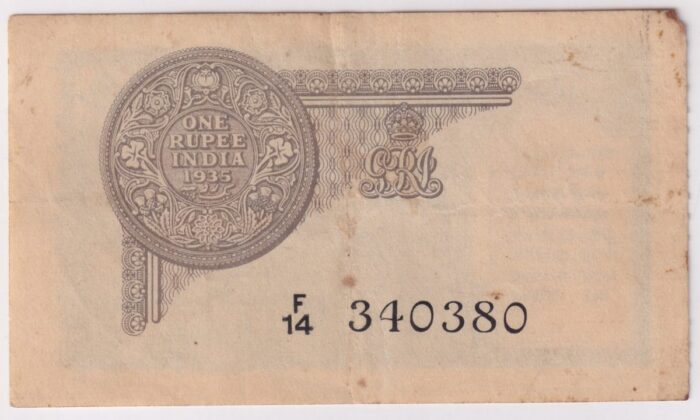 ONE
RUPEE
INDIA
1935
GRI
F
14 340380